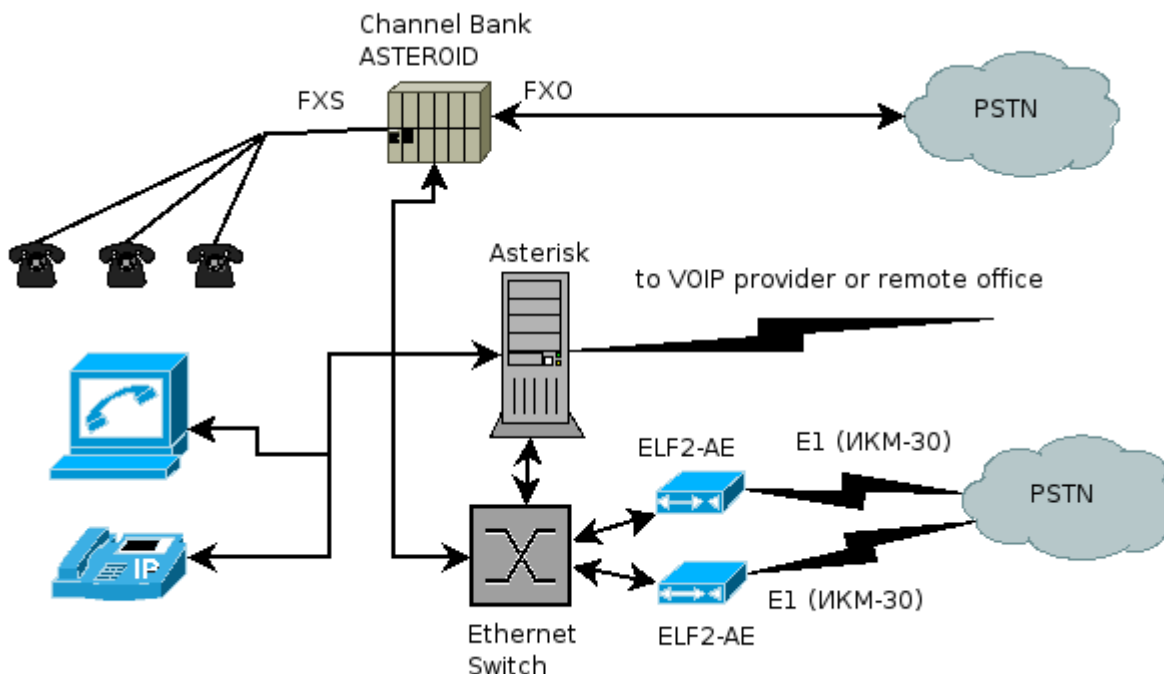 Channel Bank
ASTEROID
FXS
FXO
PSTN
Asterisk
to VOIP provider or remote office
ELF2-AE
E1 (ИКМ-30)
PSTN
IP
E1 (ИКМ-30)
ELF2-AE
Ethernet
Switch